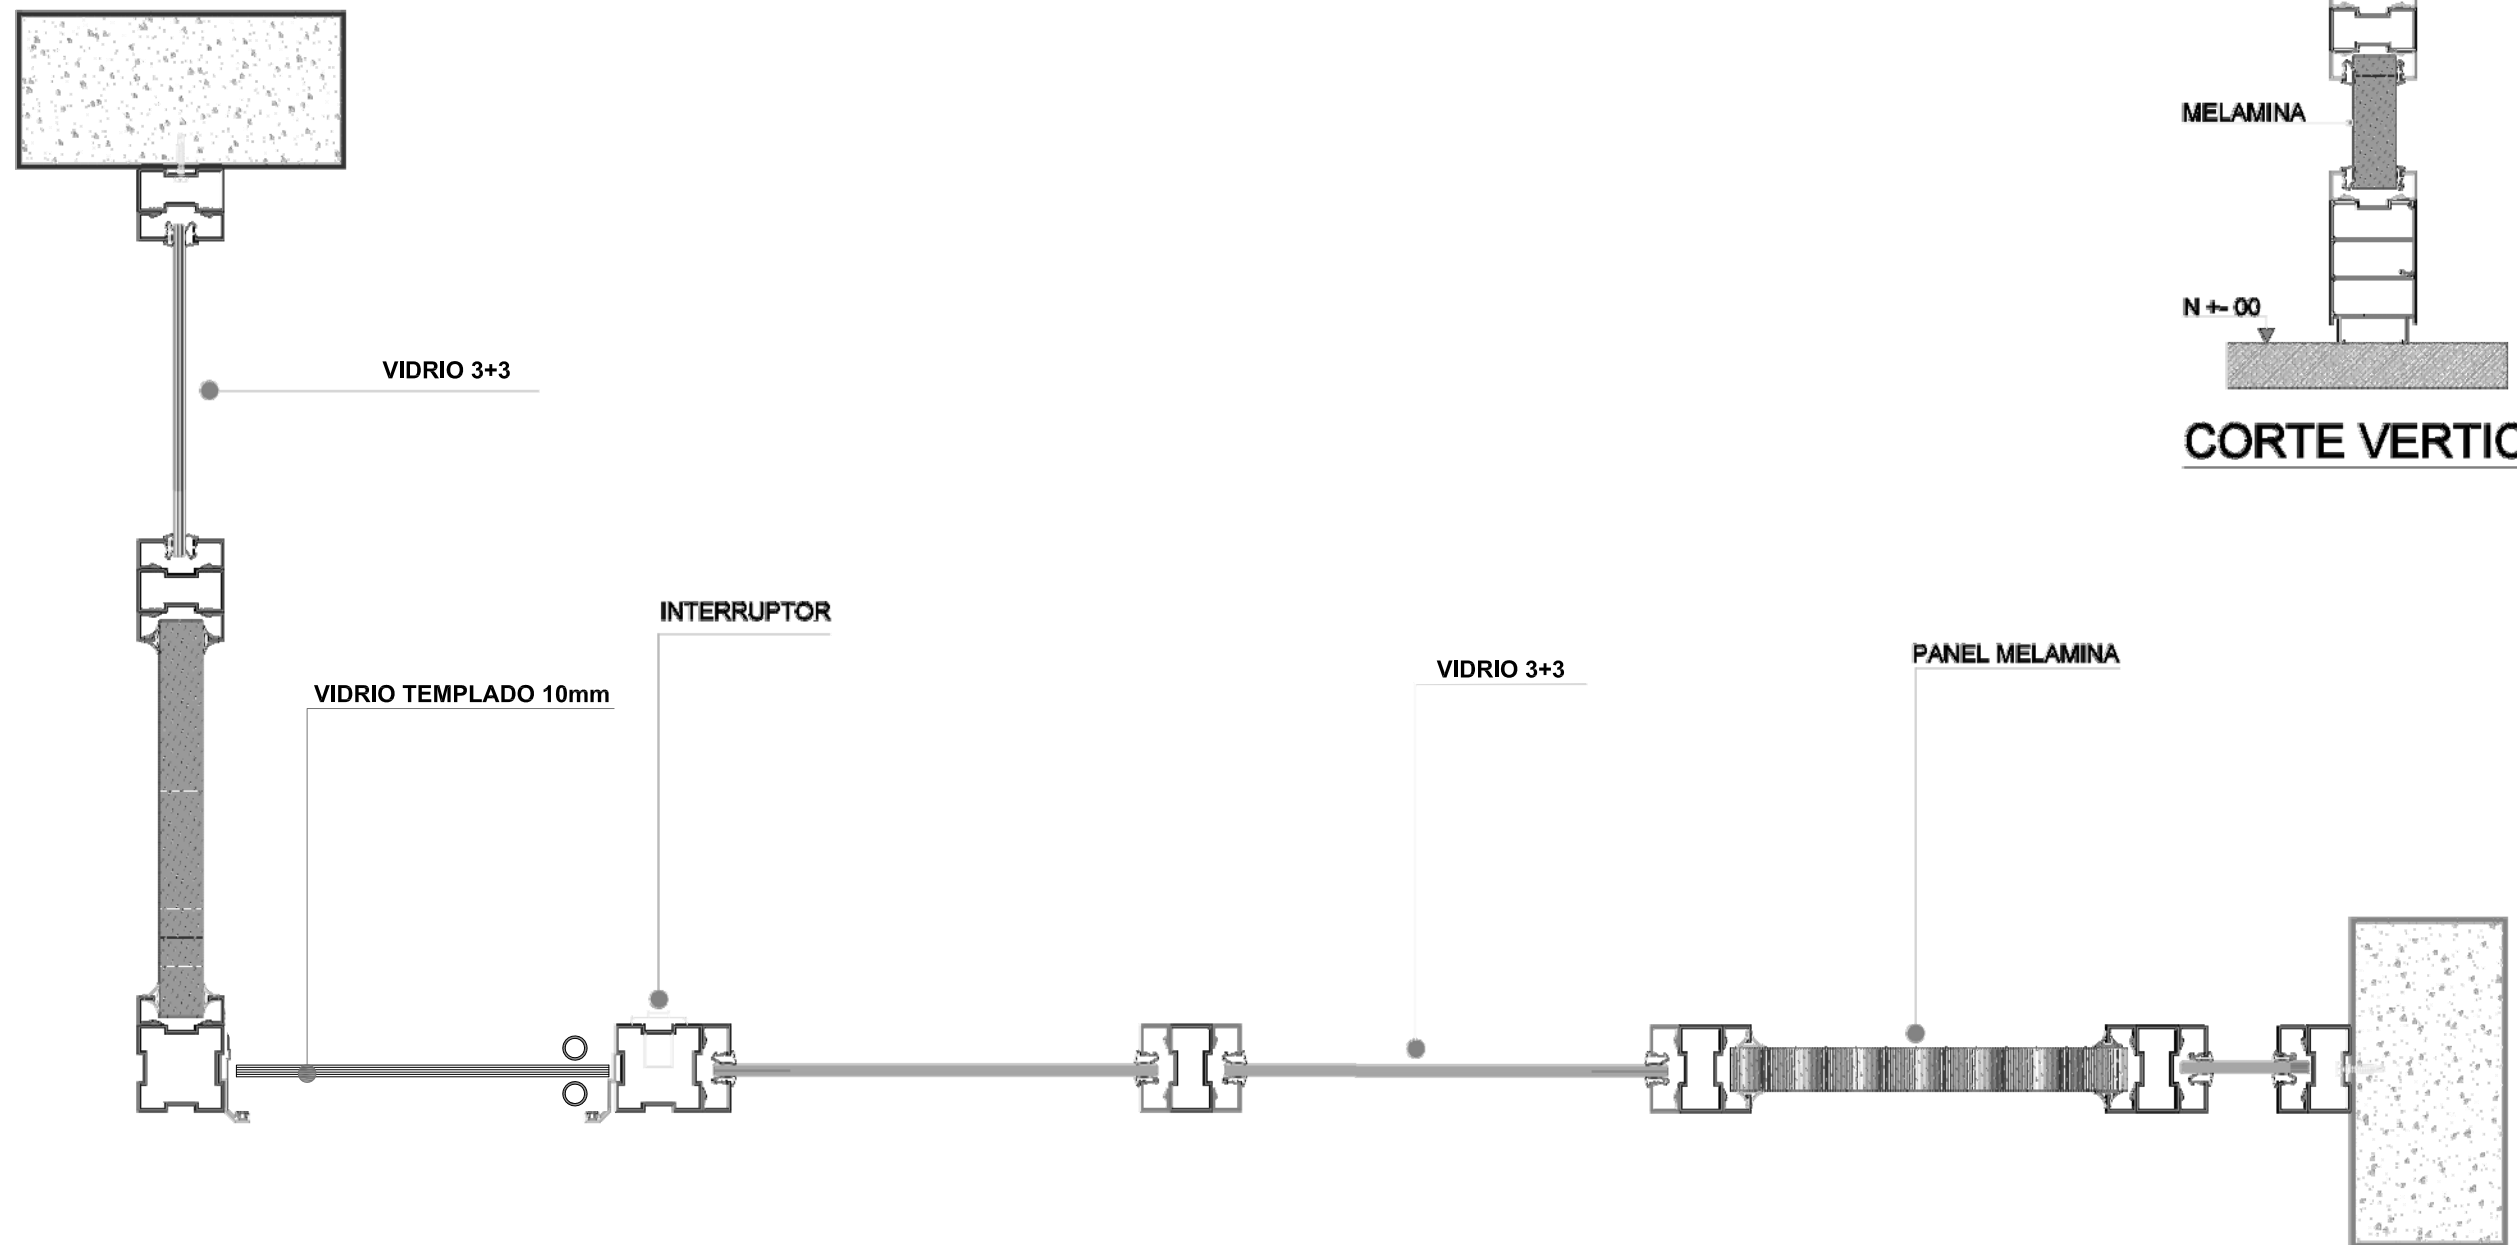 MELAMINA
N +- 00
CORTE VERTIC
VIDRIO 3+3
INTERRUPTOR
VIDRIO TEMPLADO 10mm
VIDRIO 3+3
PANEL MELAMINA